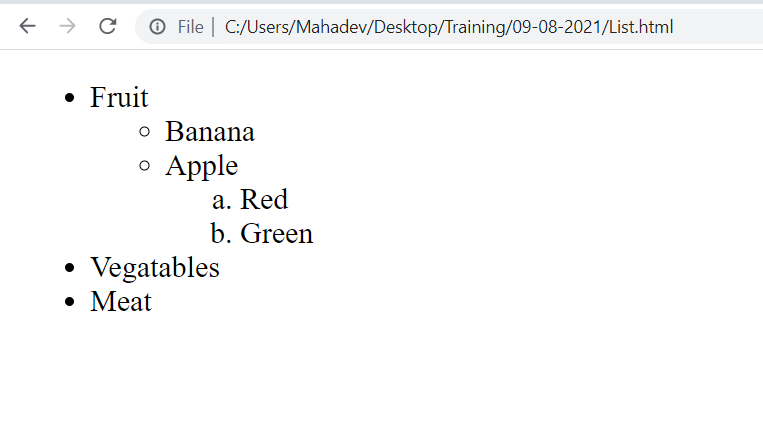 File | C:/Users/Mahadev/Desktop/Training/09-08-2021/List.html
• Fruit
○ Banana
○ Apple
a. Red
b. Green
• Vegatables
• Meat